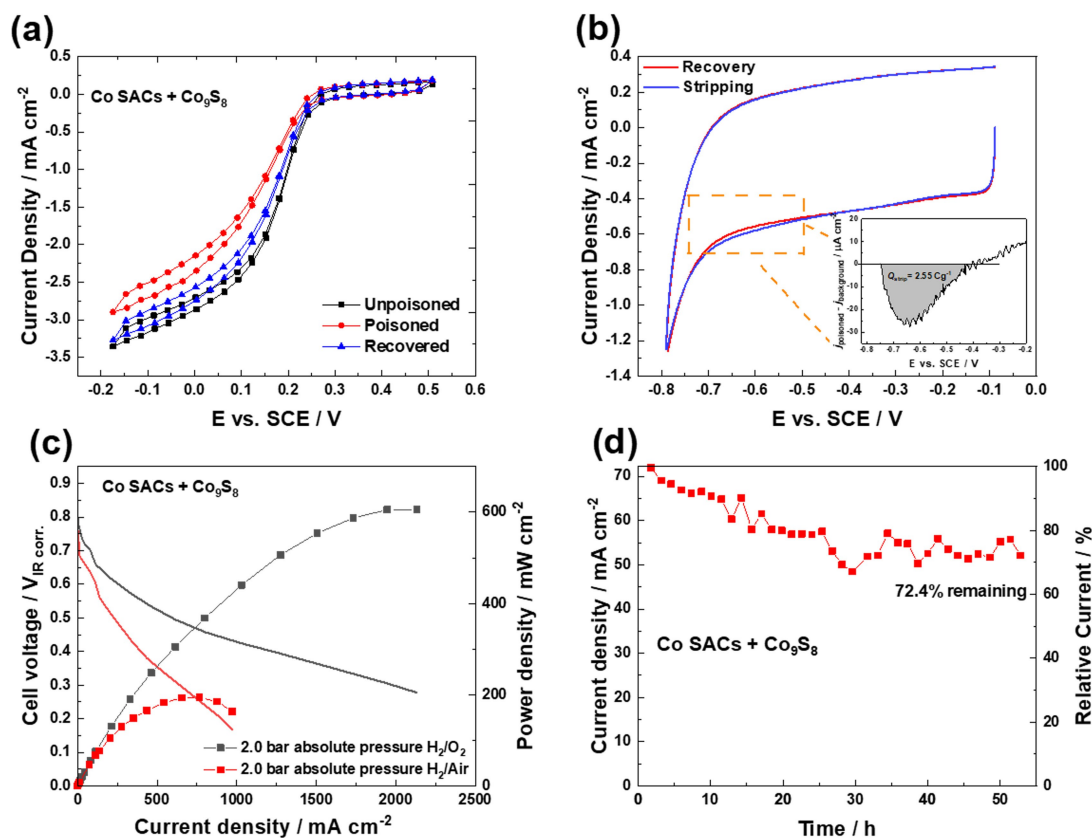 (a)
0.5
0.0
-0.5
-1.0
-1.5
-2.0
-2.5
-3.0
-3.5
Current Density / mA cm⁻²
Co SACs + Co₉S₈
Unpoisoned
Poisoned
Recovered
-0.2 -0.1 0.0 0.1 0.2 0.3 0.4 0.5
E vs. SCE / V
(b)
0.4
0.2
0.0
-0.2
-0.4
-0.6
-0.8
-1.0
-1.2
-1.4
Current Density / mA cm⁻²
Recovery
Stripping
20
10
0
-10
-20
-30
j poisoned - j background / μA cm⁻²
Q strip = 2.55 Cg⁻¹
-0.8 -0.7 -0.6 -0.5 -0.4 -0.3 -0.2
E vs. SCE / V
-0.8 -0.7 -0.6 -0.5 -0.4 -0.3 -0.2 -0.1 0.0
E vs. SCE / V
(c)
0.9
0.8
0.7
0.6
0.5
0.4
0.3
0.2
0.1
0.0
Cell voltage / V IR corr.
Co SACs + Co₉S₈
2.0 bar absolute pressure H₂/O₂
2.0 bar absolute pressure H₂/Air
600
400
200
0
Power density / mW cm⁻²
0 500 1000 1500 2000 2500
Current density / mA cm⁻²
(d)
70
65
60
55
50
45
40
35
30
25
20
15
10
5
0
Current density / mA cm⁻²
72.4% remaining
Co SACs + Co₉S₈
100
80
60
40
20
0
Relative Current / %
0 10 20 30 40 50
Time / h